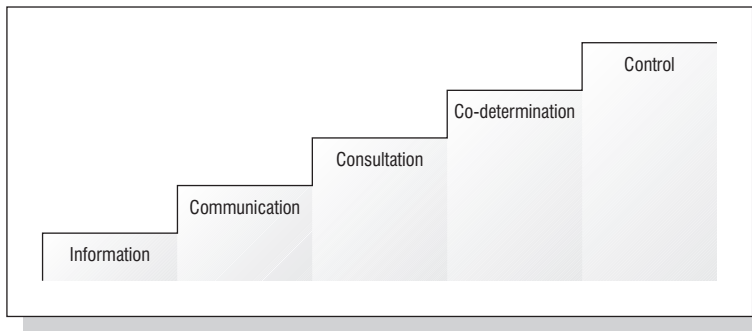 Information
Communication
Consultation
Co-determination
Control